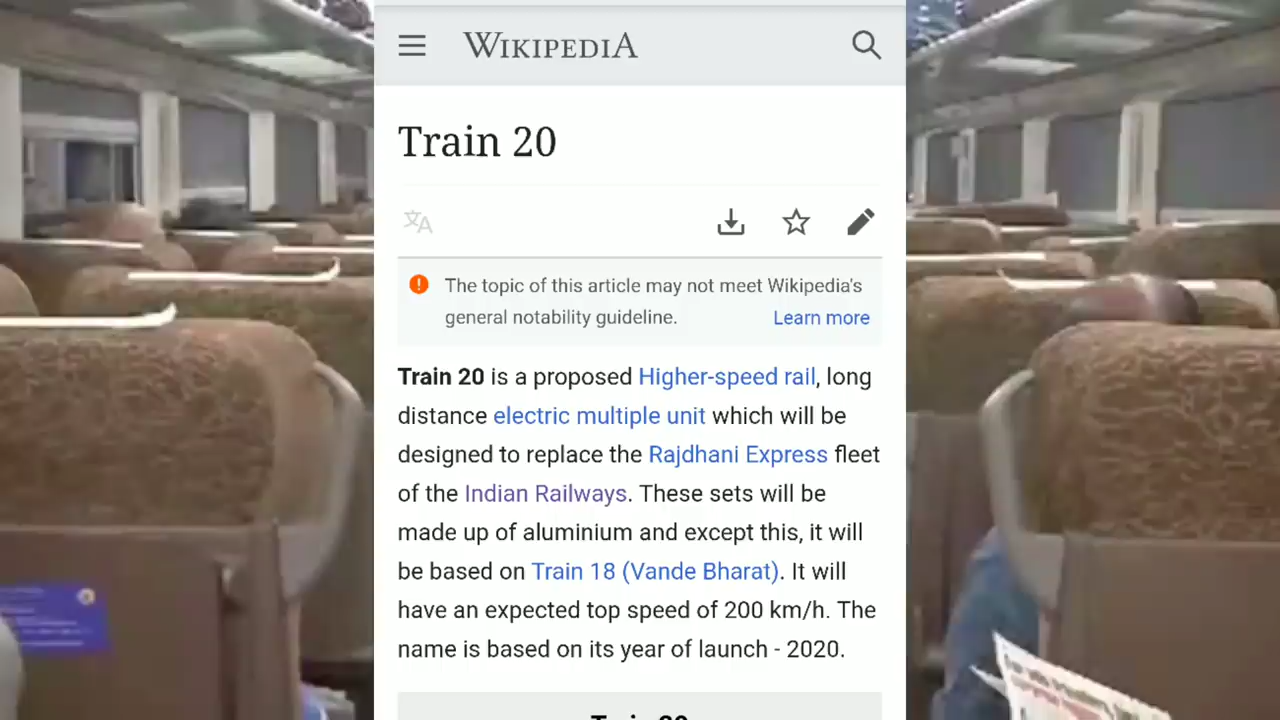 WIKIPEDIA
Train 20
The topic of this article may not meet Wikipedia's
general notability guideline. Learn more
Train 20 is a proposed Higher-speed rail, long
distance electric multiple unit which will be
designed to replace the Rajdhani Express fleet
of the Indian Railways. These sets will be
made up of aluminium and except this, it will
be based on Train 18 (Vande Bharat). It will
have an expected top speed of 200 km/h. The
name is based on its year of launch - 2020.